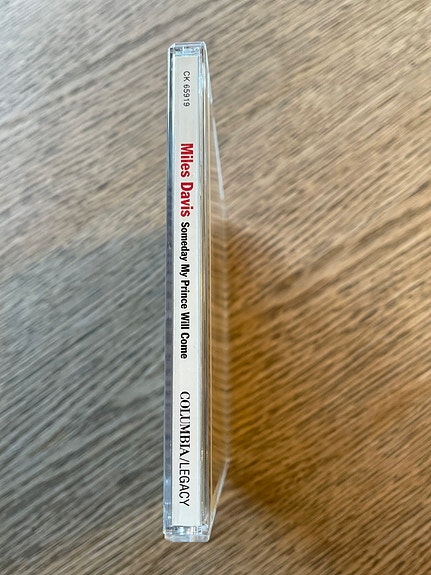 CK 65919
Miles Davis Someday My Prince Will Come
COLUMBIA/LEGACY